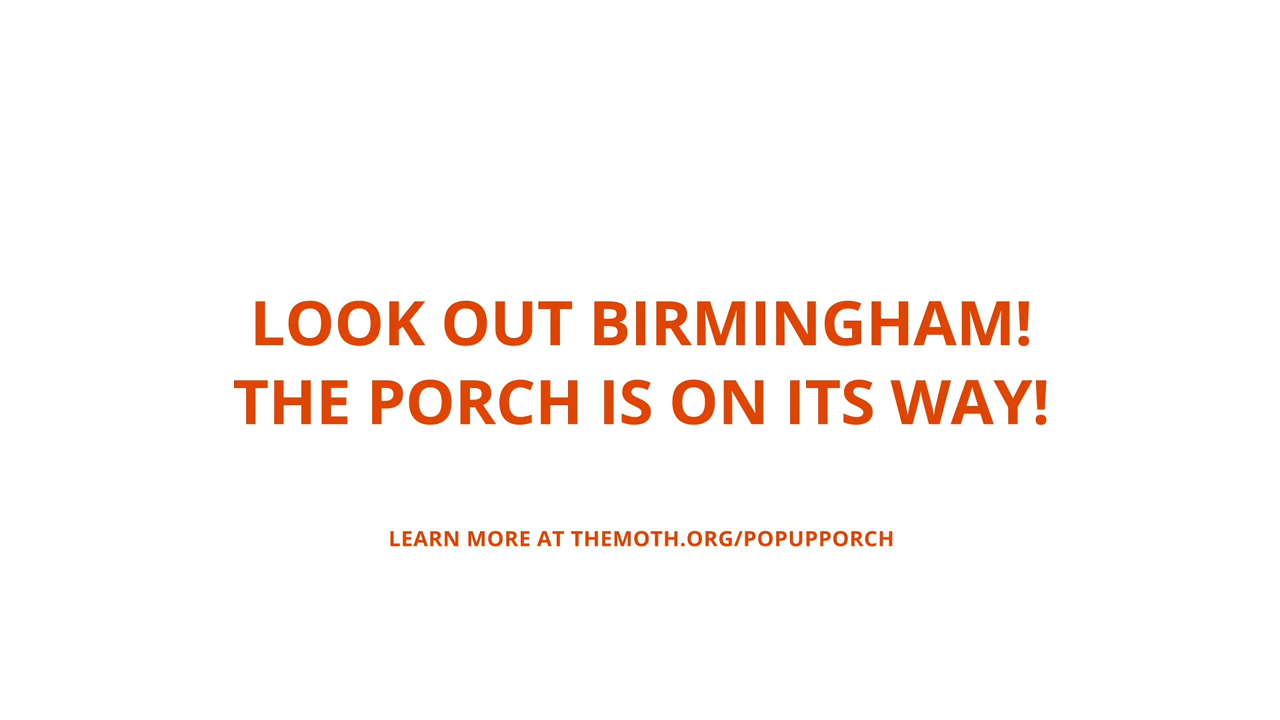 LOOK OUT BIRMINGHAM!
THE PORCH IS ON ITS WAY!
LEARN MORE AT THEMOTH.ORG/POPUPPORCH